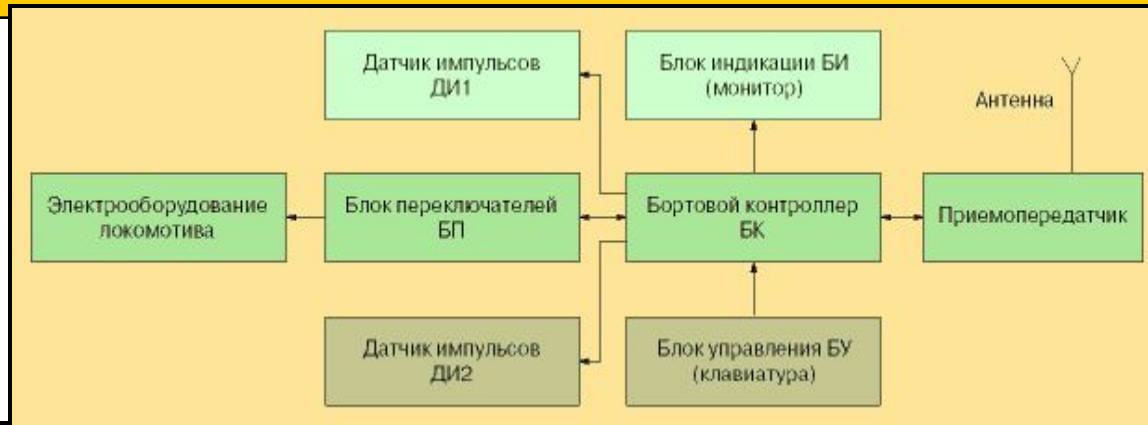 Датчик импульсов
ДИ1
Блок индикации БИ
(монитор)
Антенна
Электрооборудование
локомотива
Блок переключателей
БП
Бортовой контроллер
БК
Приемопередатчик
Датчик импульсов
ДИ2
Блок управления БУ
(клавиатура)